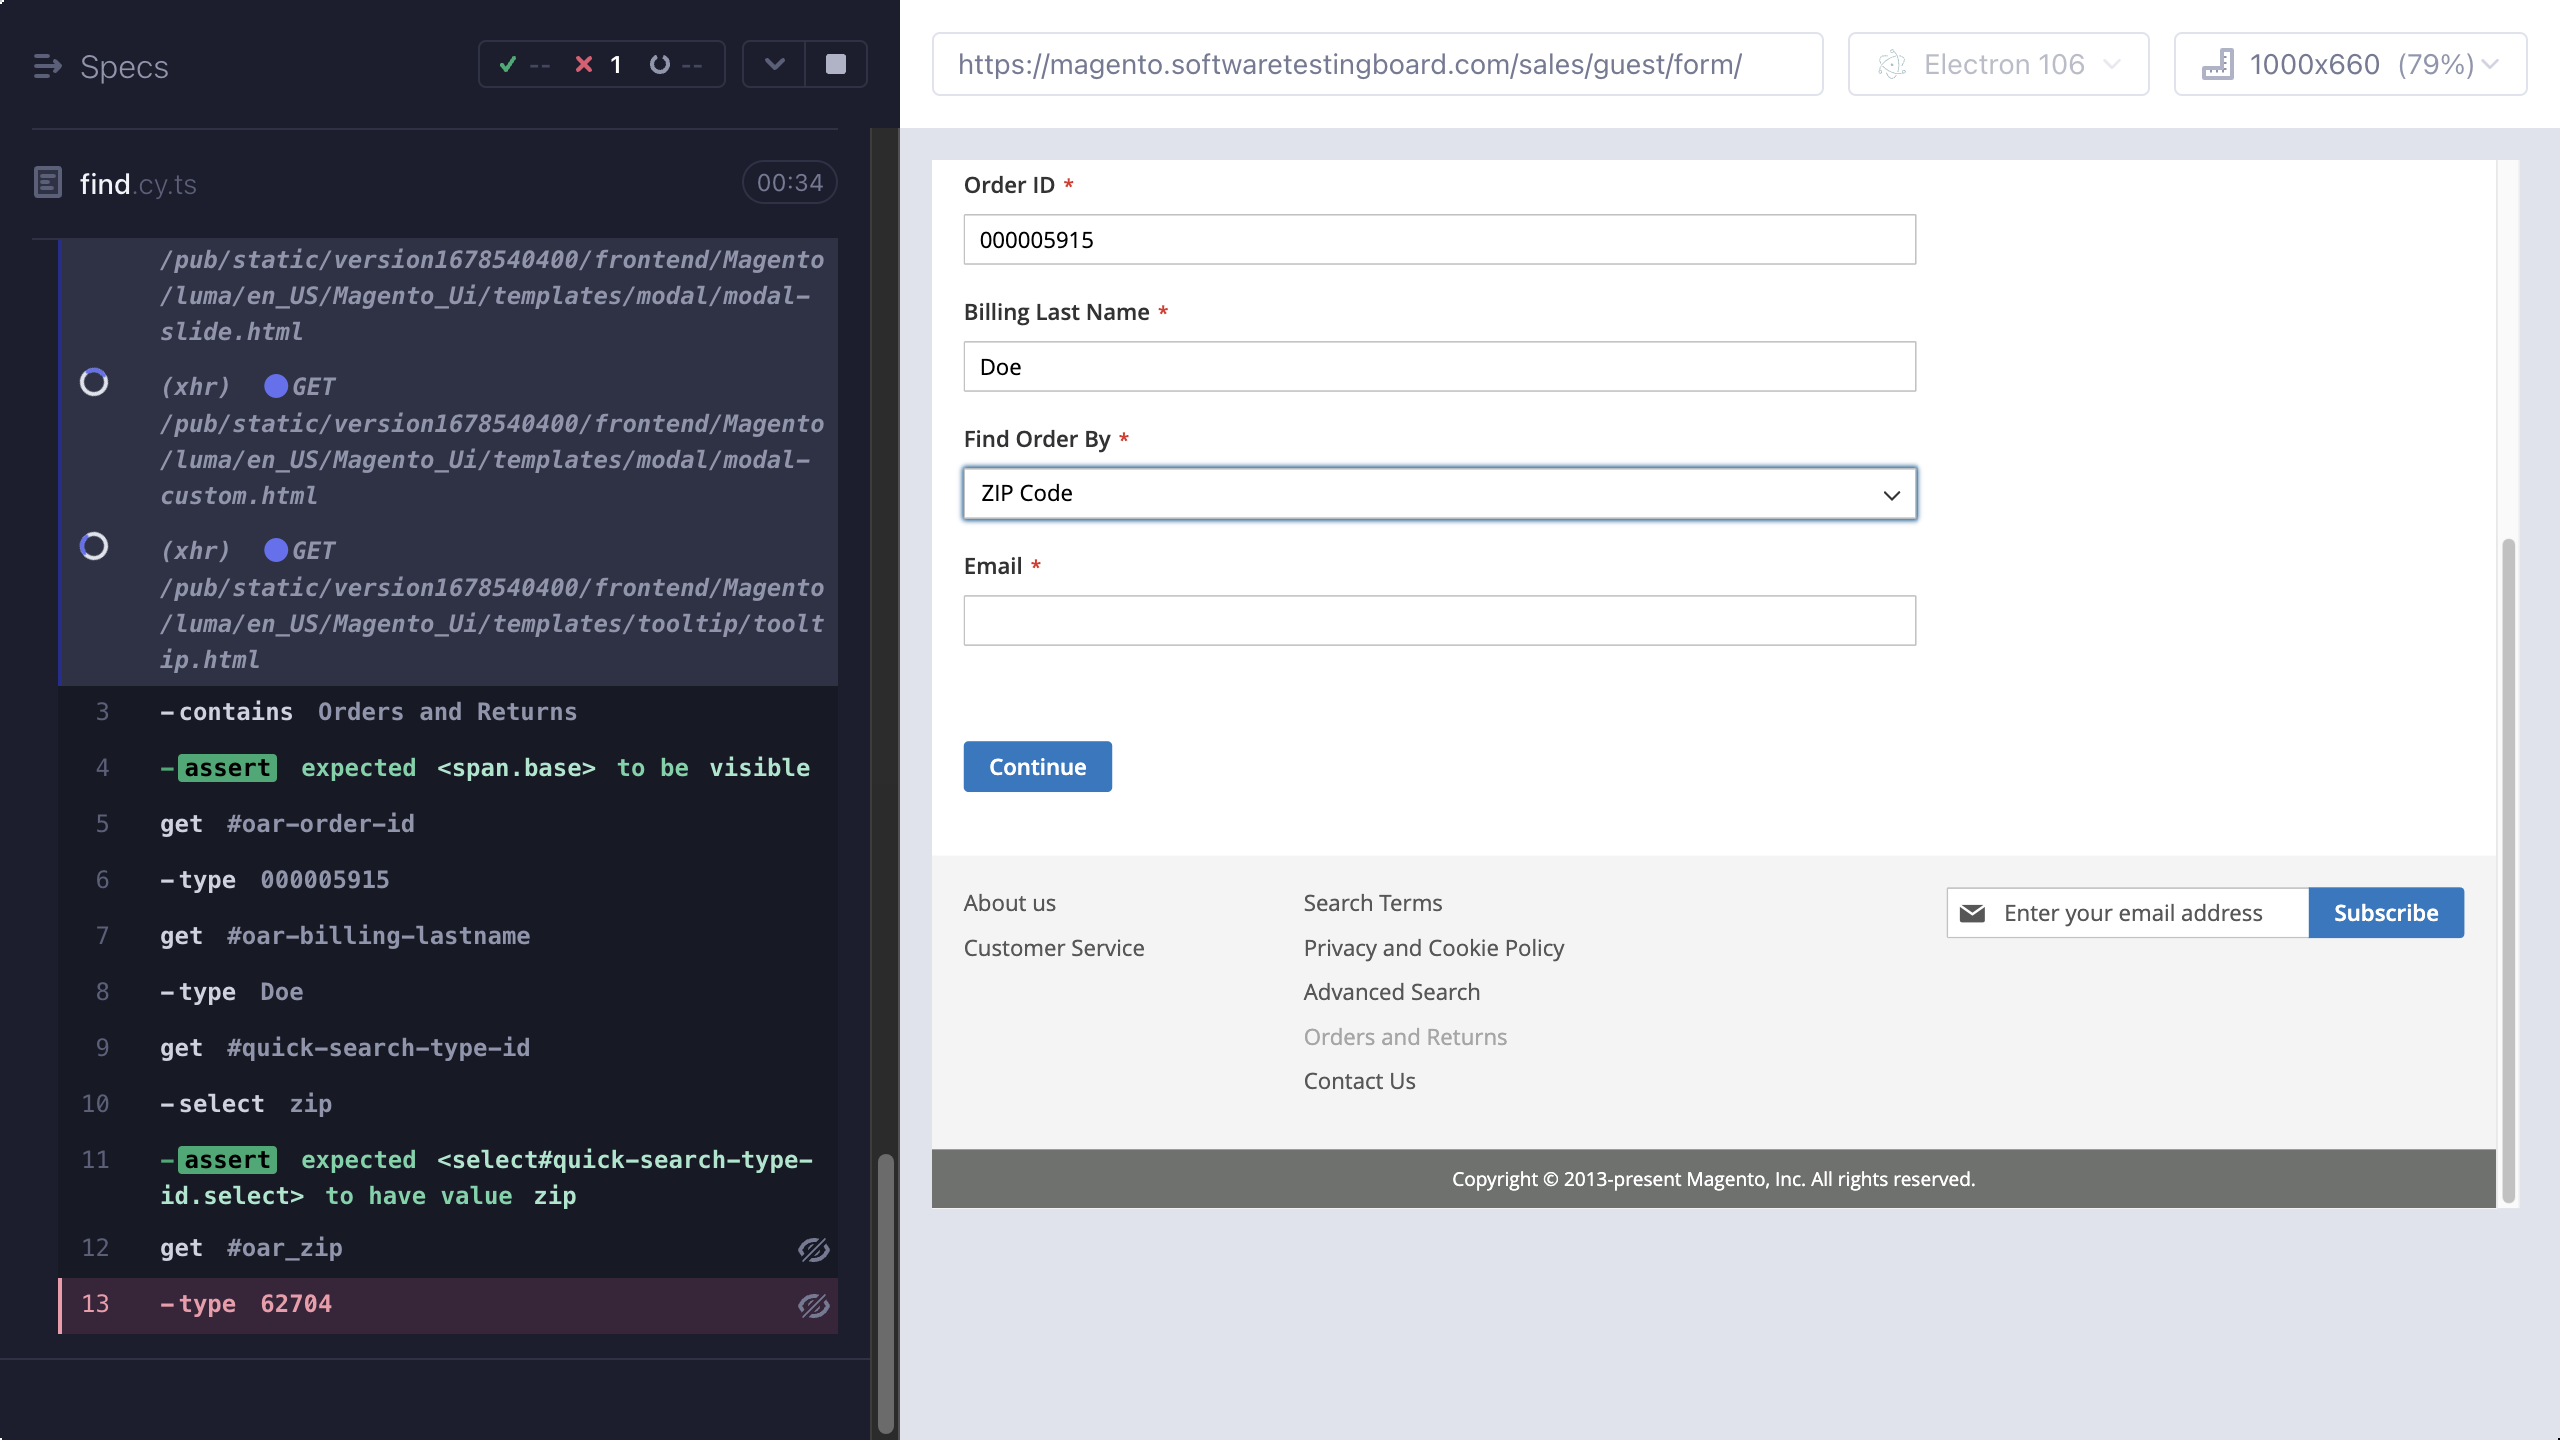 Specs
-- 1 --
find.cy.ts
00:34
/pub/static/version1678540400/frontend/Magento
/luma/en_US/Magento_Ui/templates/modal/modal-
slide.html
(xhr) GET
/pub/static/version1678540400/frontend/Magento
/luma/en_US/Magento_Ui/templates/modal/modal-
custom.html
(xhr) GET
/pub/static/version1678540400/frontend/Magento
/luma/en_US/Magento_Ui/templates/tooltip/toolt
ip.html
3 -contains Orders and Returns
4 -assert expected <span.base> to be visible
5 get #oar-order-id
6 -type 000005915
7 get #oar-billing-lastname
8 -type Doe
9 get #quick-search-type-id
10 -select zip
11 -assert expected <select#quick-search-type-
id.select> to have value zip
12 get #oar_zip
13 -type 62704
https://magento.softwaretestingboard.com/sales/guest/form/
Electron 106
1000x660 (79%)
Order ID *
000005915
Billing Last Name *
Doe
Find Order By *
ZIP Code
Email *
Continue
About us
Customer Service
Search Terms
Privacy and Cookie Policy
Advanced Search
Orders and Returns
Contact Us
Enter your email address
Subscribe
Copyright © 2013-present Magento, Inc. All rights reserved.